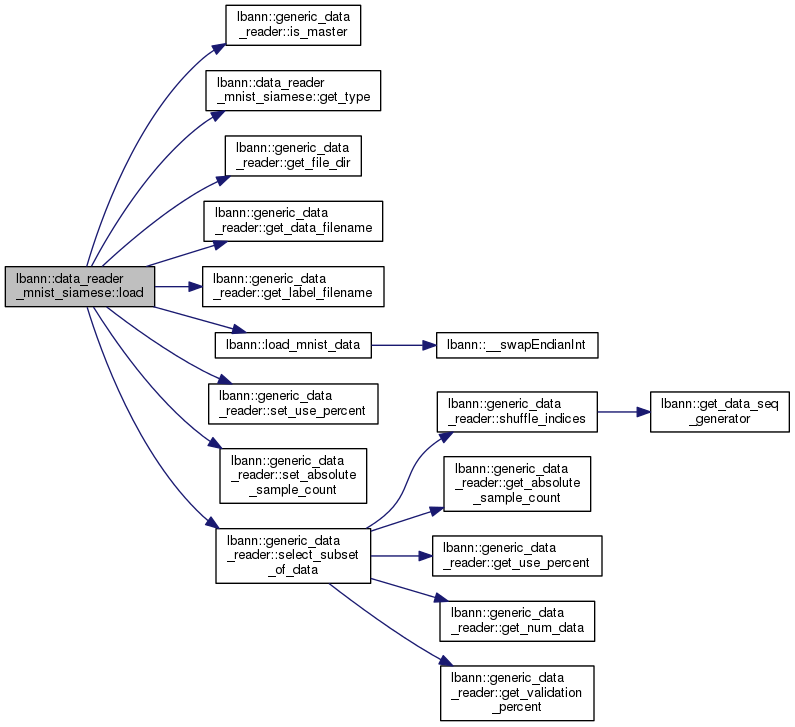 lbann::generic_data
_reader::is_master
lbann::data_reader
_mnist_siamese::get_type
lbann::generic_data
_reader::get_file_dir
lbann::generic_data
_reader::get_data_filename
lbann::data_reader
_mnist_siamese::load
lbann::generic_data
_reader::get_label_filename
lbann::load_mnist_data
lbann::__swapEndianInt
lbann::generic_data
_reader::set_use_percent
lbann::generic_data
_reader::shuffle_indices
lbann::get_data_seq
_generator
lbann::generic_data
_reader::set_absolute
_sample_count
lbann::generic_data
_reader::get_absolute
_sample_count
lbann::generic_data
_reader::select_subset
_of_data
lbann::generic_data
_reader::get_use_percent
lbann::generic_data
_reader::get_num_data
lbann::generic_data
_reader::get_validation
_percent